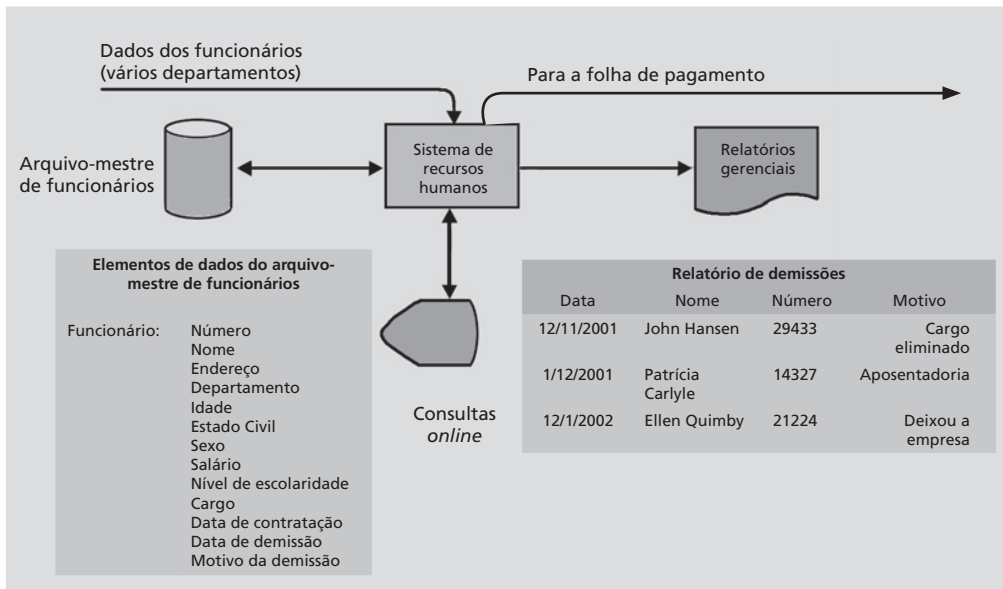 Dados dos funcionários
(vários departamentos)
Para a folha de pagamento
Arquivo-mestre
de funcionários
Sistema de
recursos
humanos
Relatórios
gerenciais
Elementos de dados do arquivo-
mestre de funcionários
Funcionário: Número
Nome
Endereço
Departamento
Idade
Estado Civil
Sexo
Salário
Nível de escolaridade
Cargo
Data de contratação
Data de demissão
Motivo da demissão
Consultas
online
Relatório de demissões
Data Nome Número Motivo
12/11/2001 John Hansen 29433 Cargo
eliminado
1/12/2001 Patrícia 14327 Aposentadoria
Carlyle
12/1/2002 Ellen Quimby 21224 Deixou a
empresa